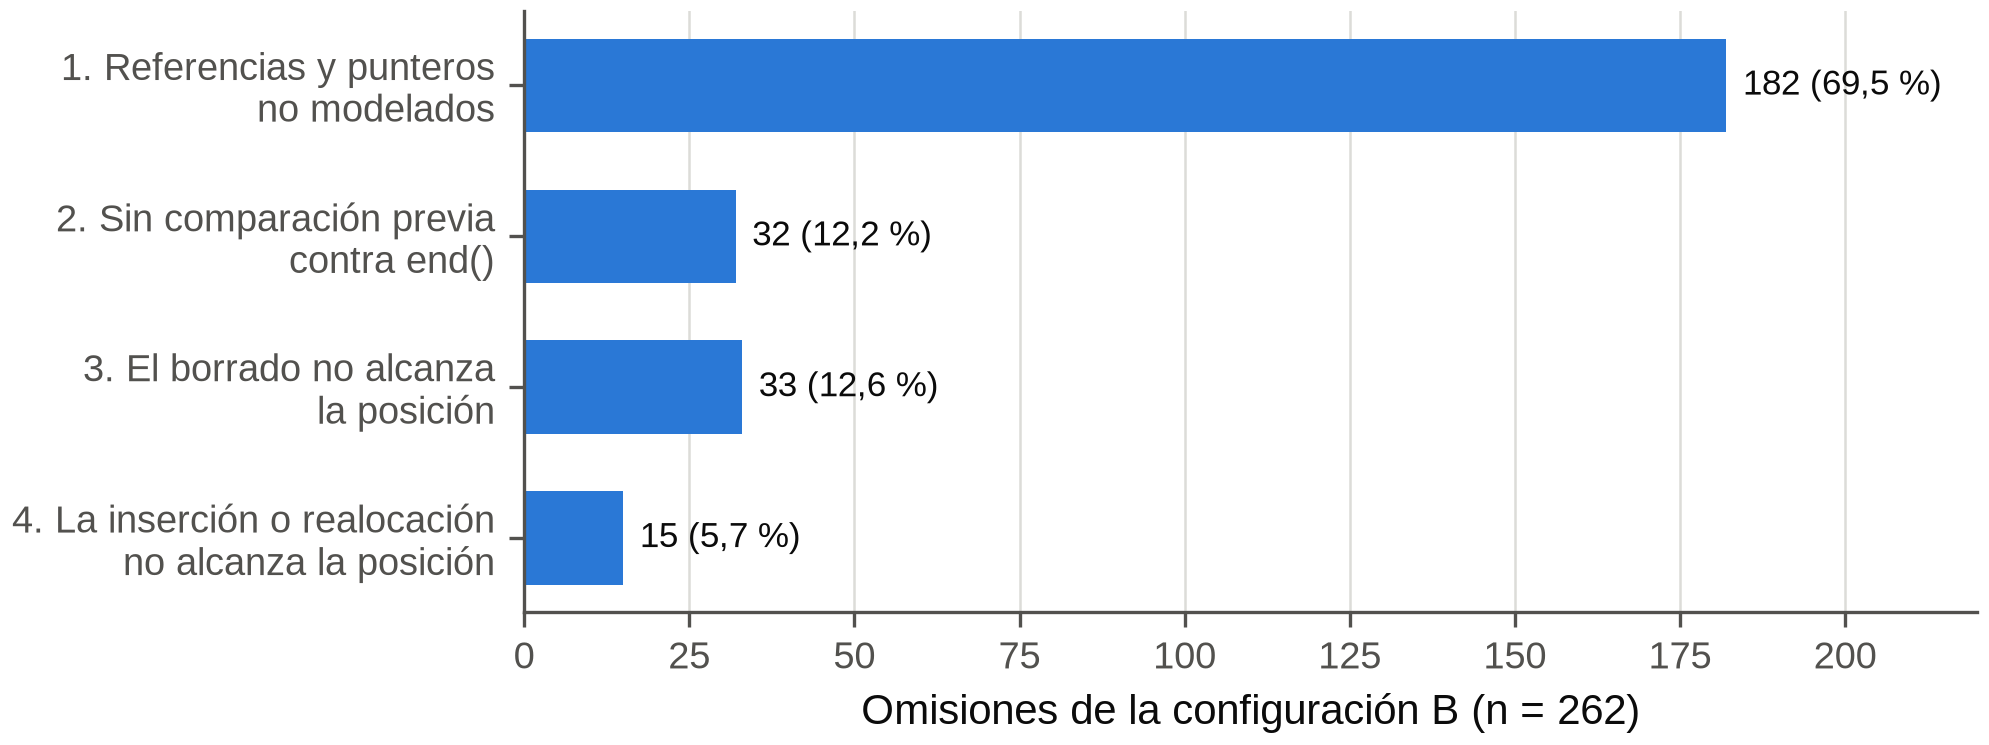 1. Referencias y punteros
no modelados
182 (69,5 %)
2. Sin comparación previa
contra end()
32 (12,2 %)
3. El borrado no alcanza
la posición
33 (12,6 %)
4. La inserción o realocación
no alcanza la posición
15 (5,7 %)
0 25 50 75 100 125 150 175 200
Omisiones de la configuración B (n = 262)